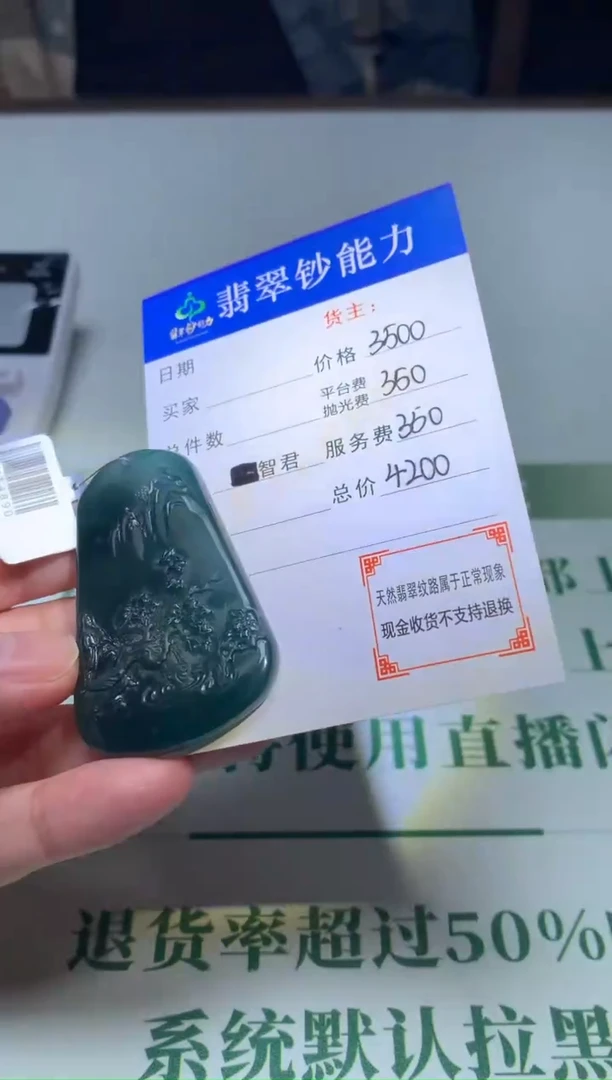 翡翠钞能力
货主：
日期
价格 3500
买家
平台费
抛光费 350
总件数
智君
服务费 350
总价 4200
天然翡翠纹路属于正常现象
现金收货不支持退换
使用直播
退货率超过50%
系统默认拉黑